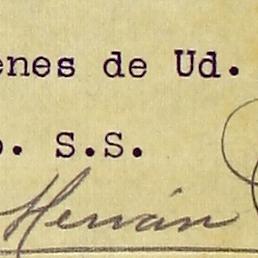 enes de Ud.
o. S.S.
Hernán